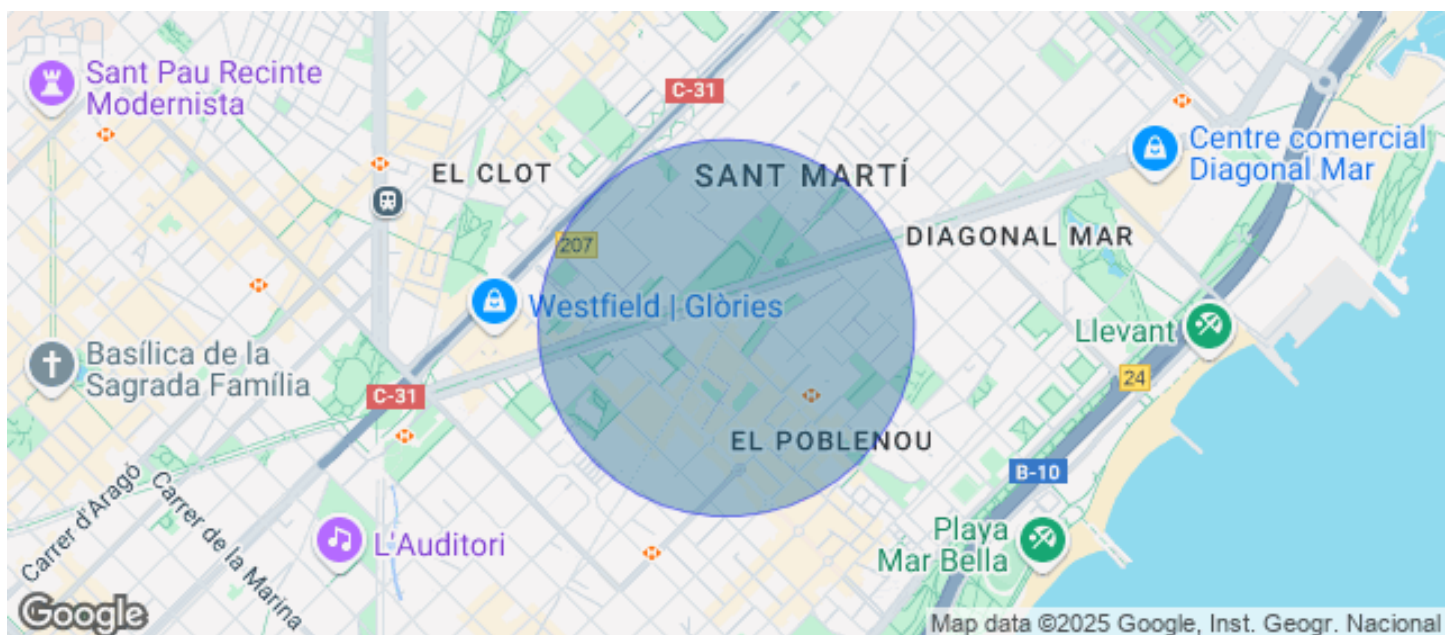 Sant Pau Recinte
Modernista
C-31
EL CLOT
SANT MARTÍ
Centre comercial
Diagonal Mar
207
DIAGONAL MAR
Westfield | Glòries
Llevant
Basílica de la
Sagrada Família
C-31
24
EL POBLENOU
B-10
Carrer d'Aragó
Carrer de la Marina
L'Auditori
Playa
Mar Bella
Google
Map data ©2025 Google, Inst. Geogr. Nacional